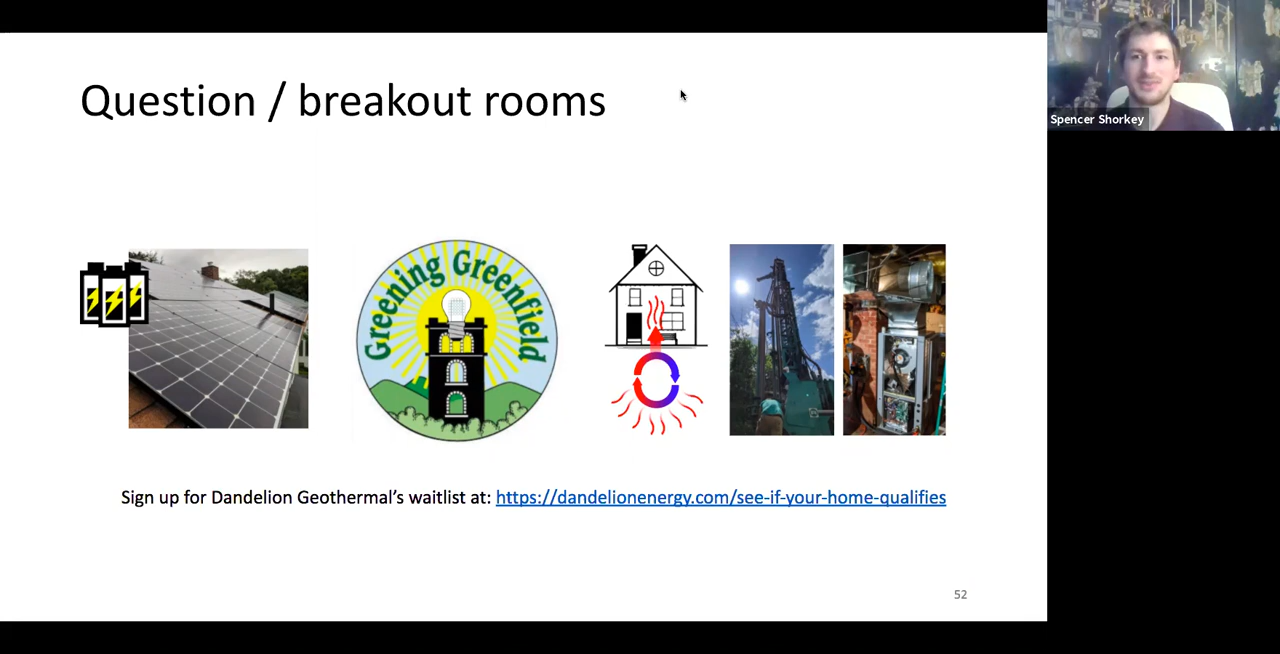 Question / breakout rooms
Spencer Shorkey
Greening Greenfield
Sign up for Dandelion Geothermal's waitlist at: https://dandelionenergy.com/see-if-your-home-qualifies
52